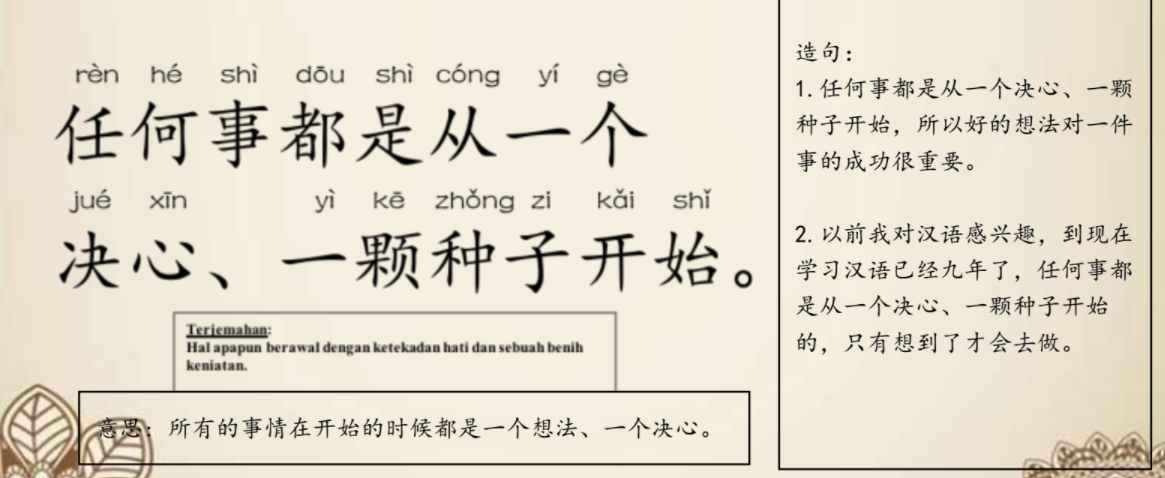 rèn hé shì dōu shì cóng yí gè
任何事都是从一个
jué xīn yì kē zhǒng zi kǎi shǐ
决心、一颗种子开始。
Terjemahan:
Hal apapun berawal dengan ketekadan hati dan sebuah benih
keniatan.
意思：所有的事情在开始的时候都是一个想法、一个决心。
造句：
1.任何事都是从一个决心、一颗
种子开始，所以好的想法对一件
事的成功很重要。
2.以前我对汉语感兴趣，到现在
学习汉语已经九年了，任何事都
是从一个决心、一颗种子开始
的，只有想到了才会去做。